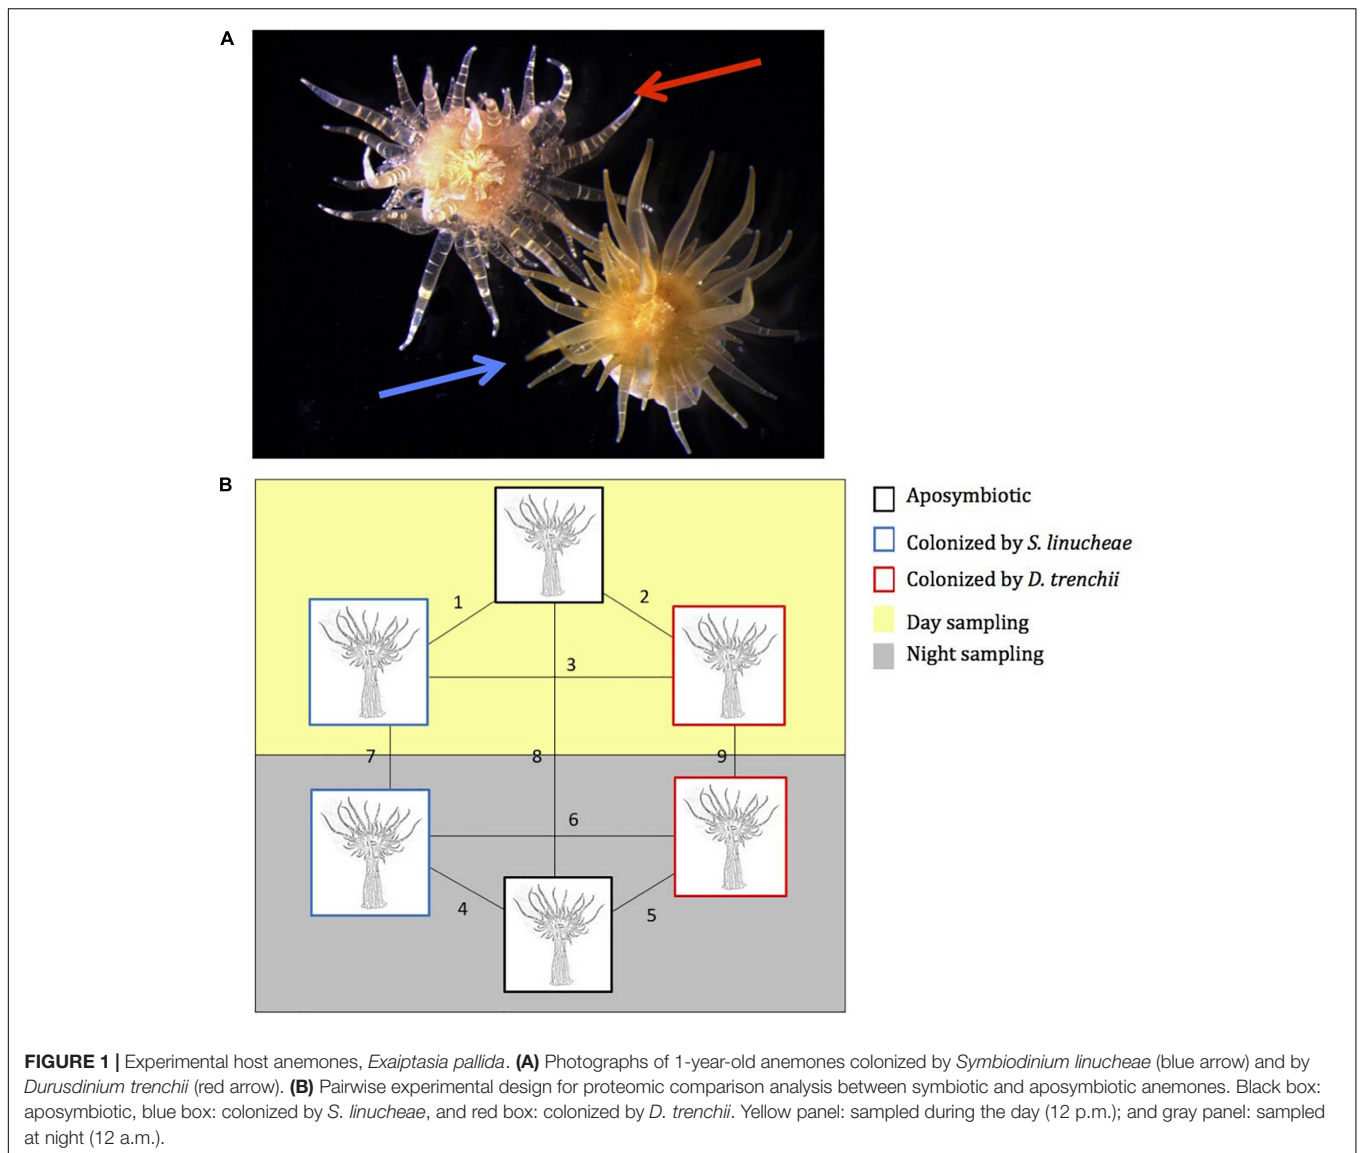 A
B
Aposymbiotic
Colonized by S. linucheae
Colonized by D. trenchii
Day sampling
Night sampling
1
2
3
7
8
9
6
4
5
FIGURE 1 | Experimental host anemones, Exaiptasia pallida. (A) Photographs of 1-year-old anemones colonized by Symbiodinium linucheae (blue arrow) and by
Durusdinium trenchii (red arrow). (B) Pairwise experimental design for proteomic comparison analysis between symbiotic and aposymbiotic anemones. Black box:
aposymbiotic, blue box: colonized by S. linucheae, and red box: colonized by D. trenchii. Yellow panel: sampled during the day (12 p.m.); and gray panel: sampled
at night (12 a.m.).